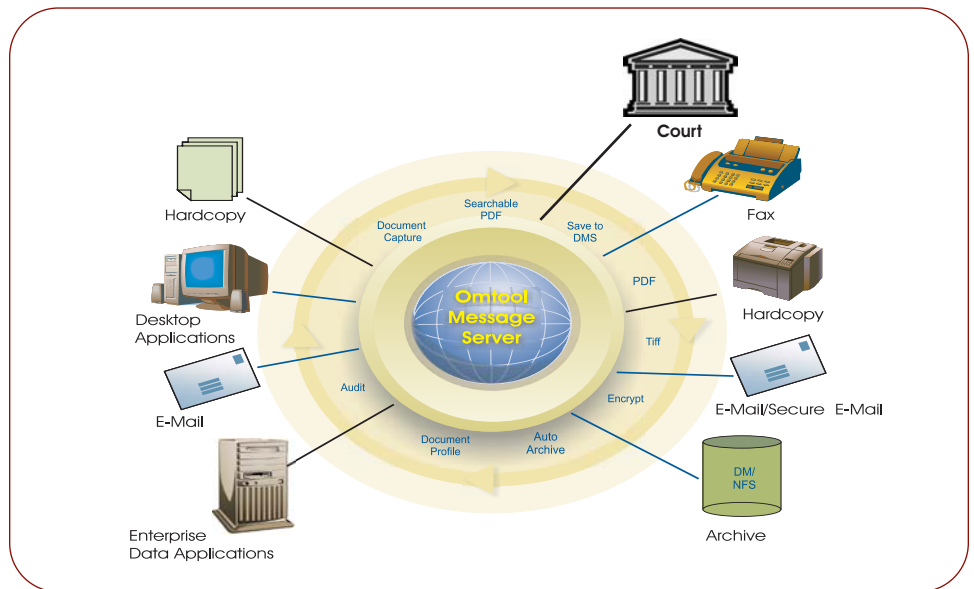 Court
Hardcopy
Fax
Searchable
PDF
Document
Capture
Save to
DMS
Desktop
Applications
Omtool
Message
Server
PDF
Hardcopy
Tiff
E-Mail
Audit
Encrypt
E-Mail/Secure E-Mail
Document
Profile
Auto
Archive
DM/
NFS
Enterprise
Data Applications
Archive